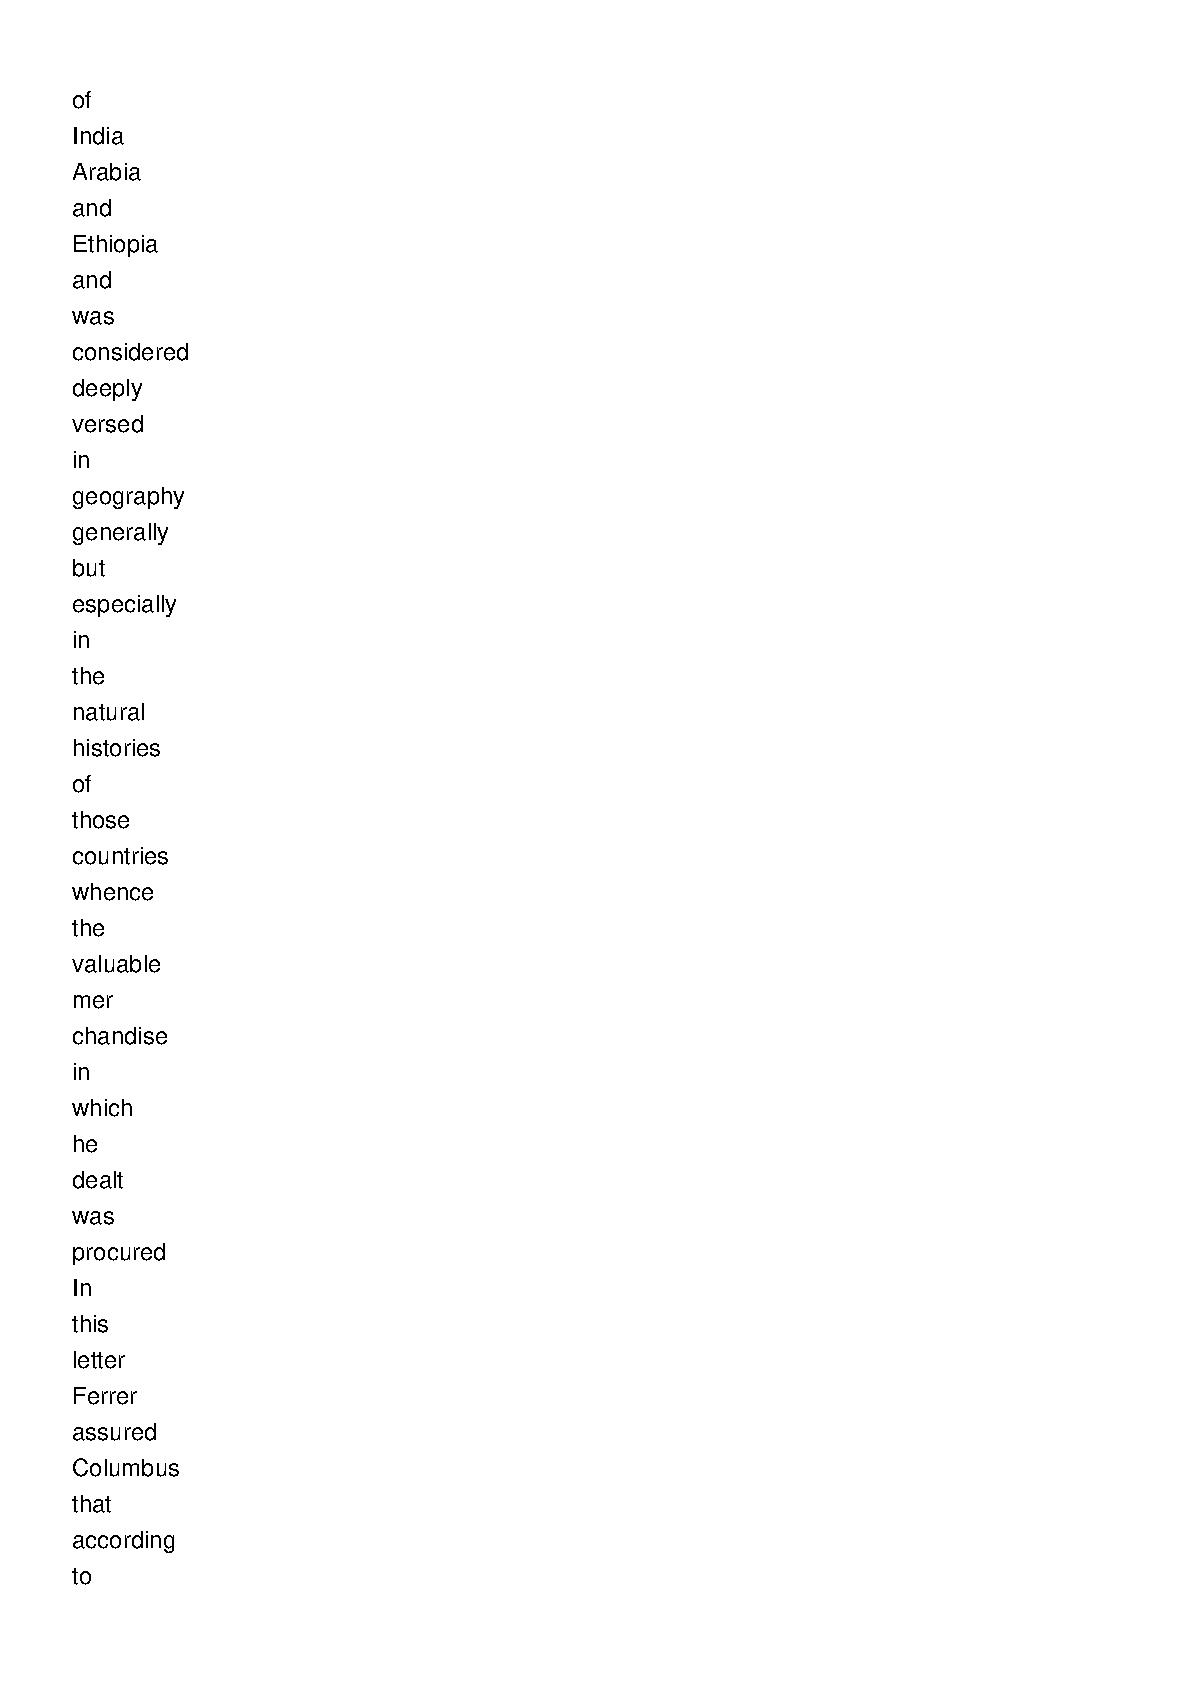 of
India
Arabia
and
Ethiopia
and
was
considered
deeply
versed
in
geography
generally
but
especially
in
the
natural
histories
of
those
countries
whence
the
valuable
mer
chandise
in
which
he
dealt
was
procured
In
this
letter
Ferrer
assured
Columbus
that
according
to